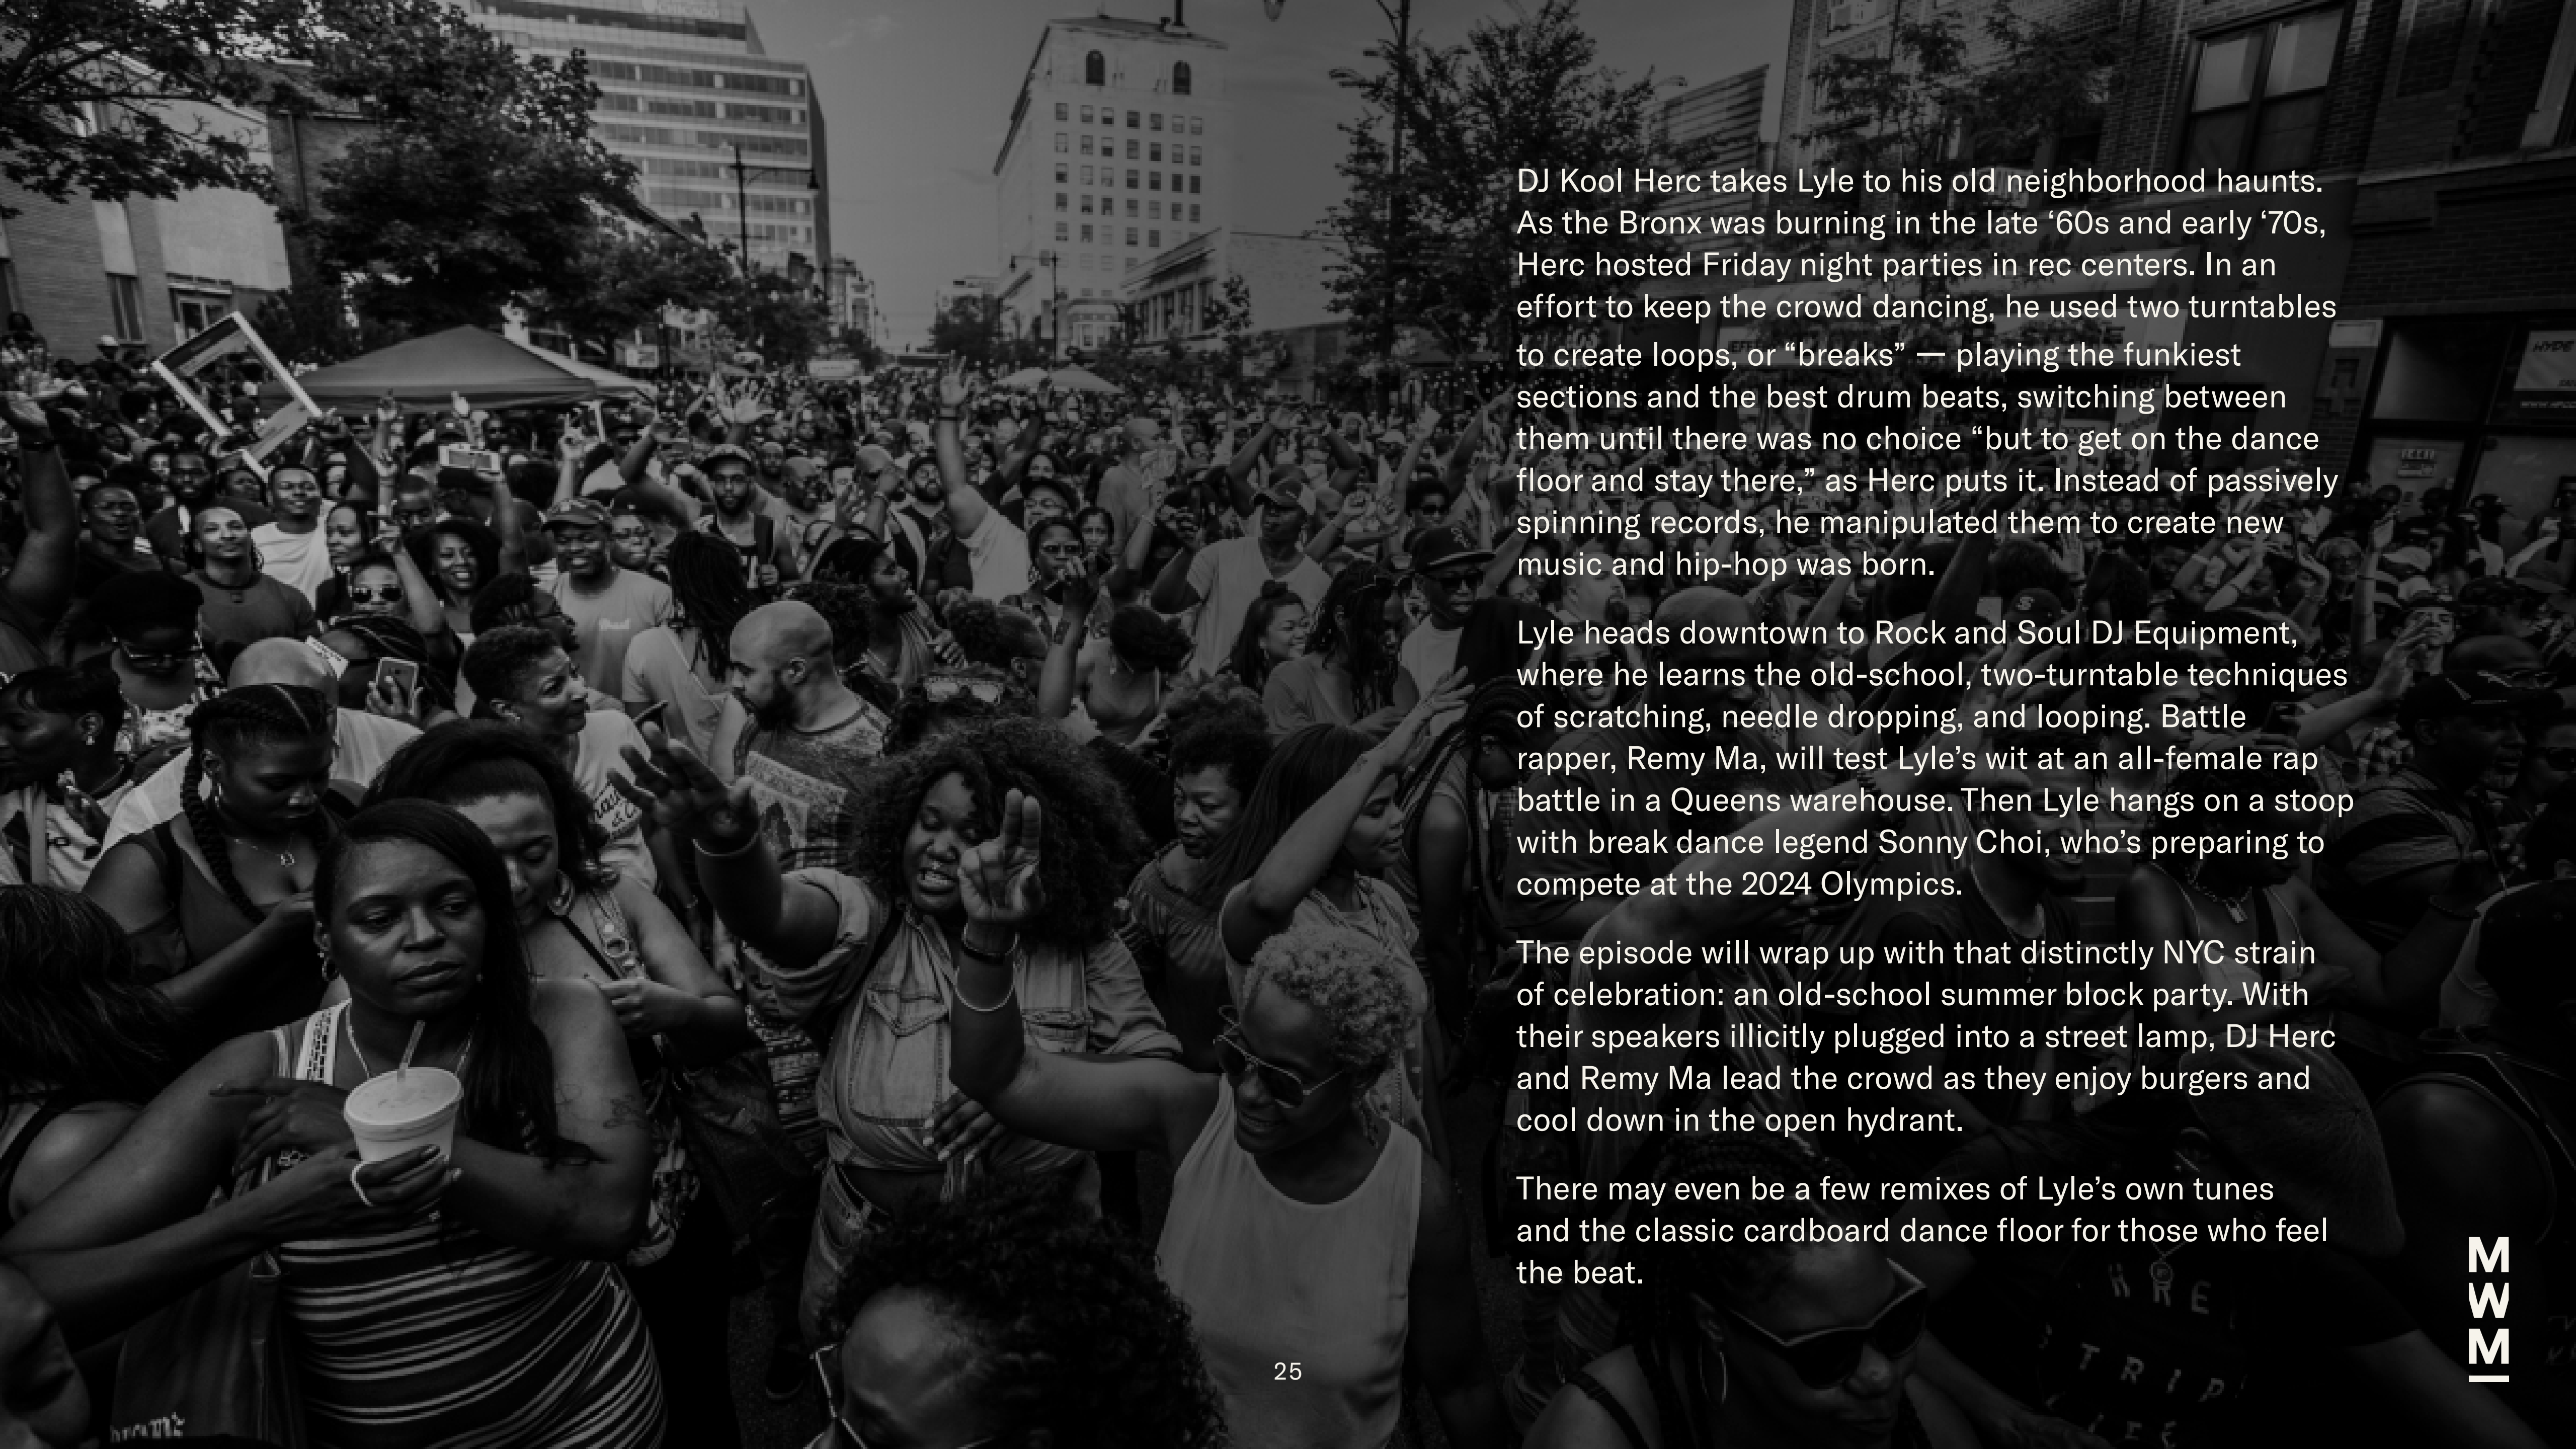 DJ Kool Herc takes Lyle to his old neighborhood haunts.
As the Bronx was burning in the late ‘60s and early ‘70s,
Herc hosted Friday night parties in rec centers. In an
effort to keep the crowd dancing, he used two turntables
to create loops, or “breaks” — playing the funkiest
sections and the best drum beats, switching between
them until there was no choice “but to get on the dance
floor and stay there,” as Herc puts it. Instead of passively
spinning records, he manipulated them to create new
music and hip-hop was born.
Lyle heads downtown to Rock and Soul DJ Equipment,
where he learns the old-school, two-turntable techniques
of scratching, needle dropping, and looping. Battle
rapper, Remy Ma, will test Lyle’s wit at an all-female rap
battle in a Queens warehouse. Then Lyle hangs on a stoop
with break dance legend Sonny Choi, who’s preparing to
compete at the 2024 Olympics.
The episode will wrap up with that distinctly NYC strain
of celebration: an old-school summer block party. With
their speakers illicitly plugged into a street lamp, DJ Herc
and Remy Ma lead the crowd as they enjoy burgers and
cool down in the open hydrant.
There may even be a few remixes of Lyle’s own tunes
and the classic cardboard dance floor for those who feel
the beat.
25
M
W
M